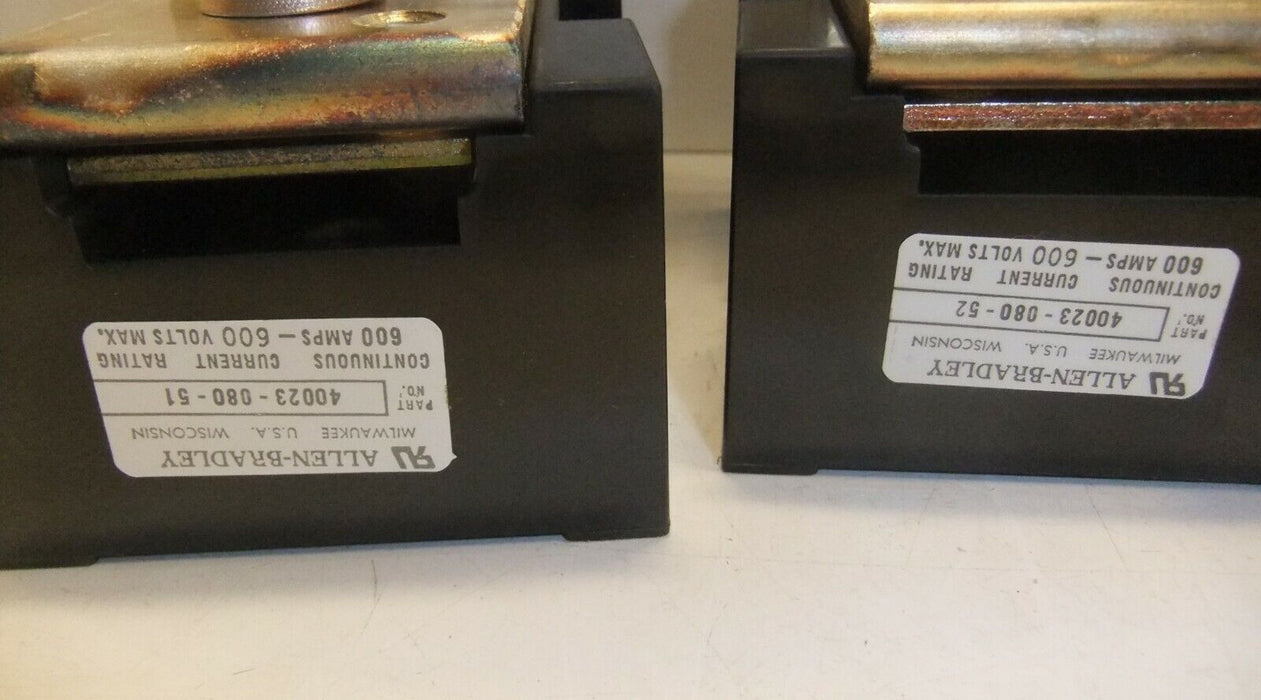 ALLEN-BRADLEY
MILWAUKEE U.S.A. WISCONSIN
PART NO. 40023-080-51
CONTINUOUS CURRENT RATING
600 AMPS — 600 VOLTS MAX.
ALLEN-BRADLEY
MILWAUKEE U.S.A. WISCONSIN
PART NO. 40023-080-52
CONTINUOUS CURRENT RATING
600 AMPS — 600 VOLTS MAX.